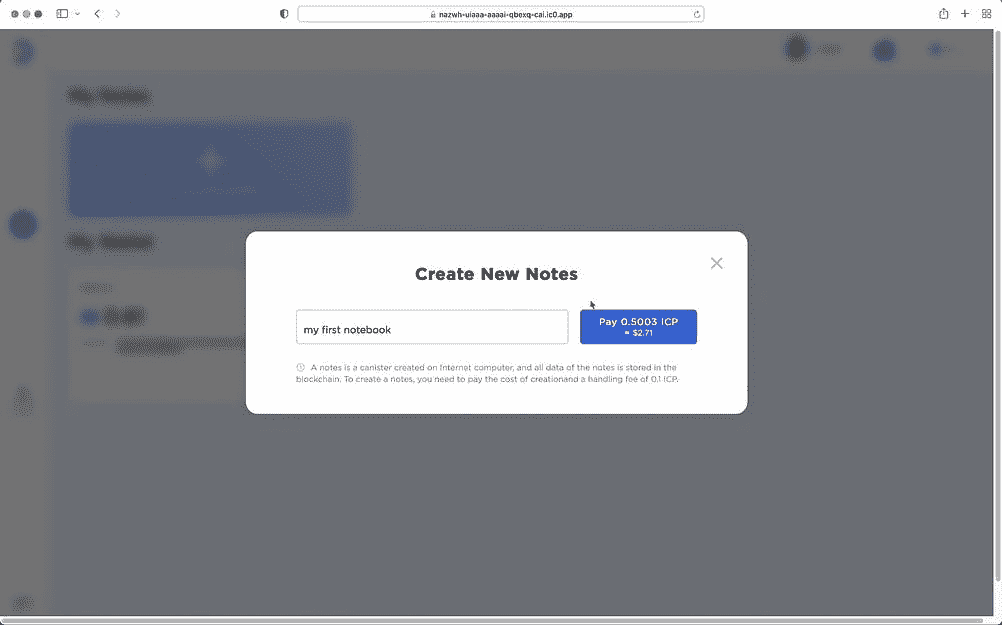 nazwh-uiaaa-aaaai-qbexq-cai.ic0.app
Create New Notes
my first notebook
Pay 0.5003 ICP
≈ $2.71
A notes is a canister created on Internet computer, and all data of the notes is stored in the
blockchain. To create a notes, you need to pay the cost of creationand a handling fee of 0.1 ICP.